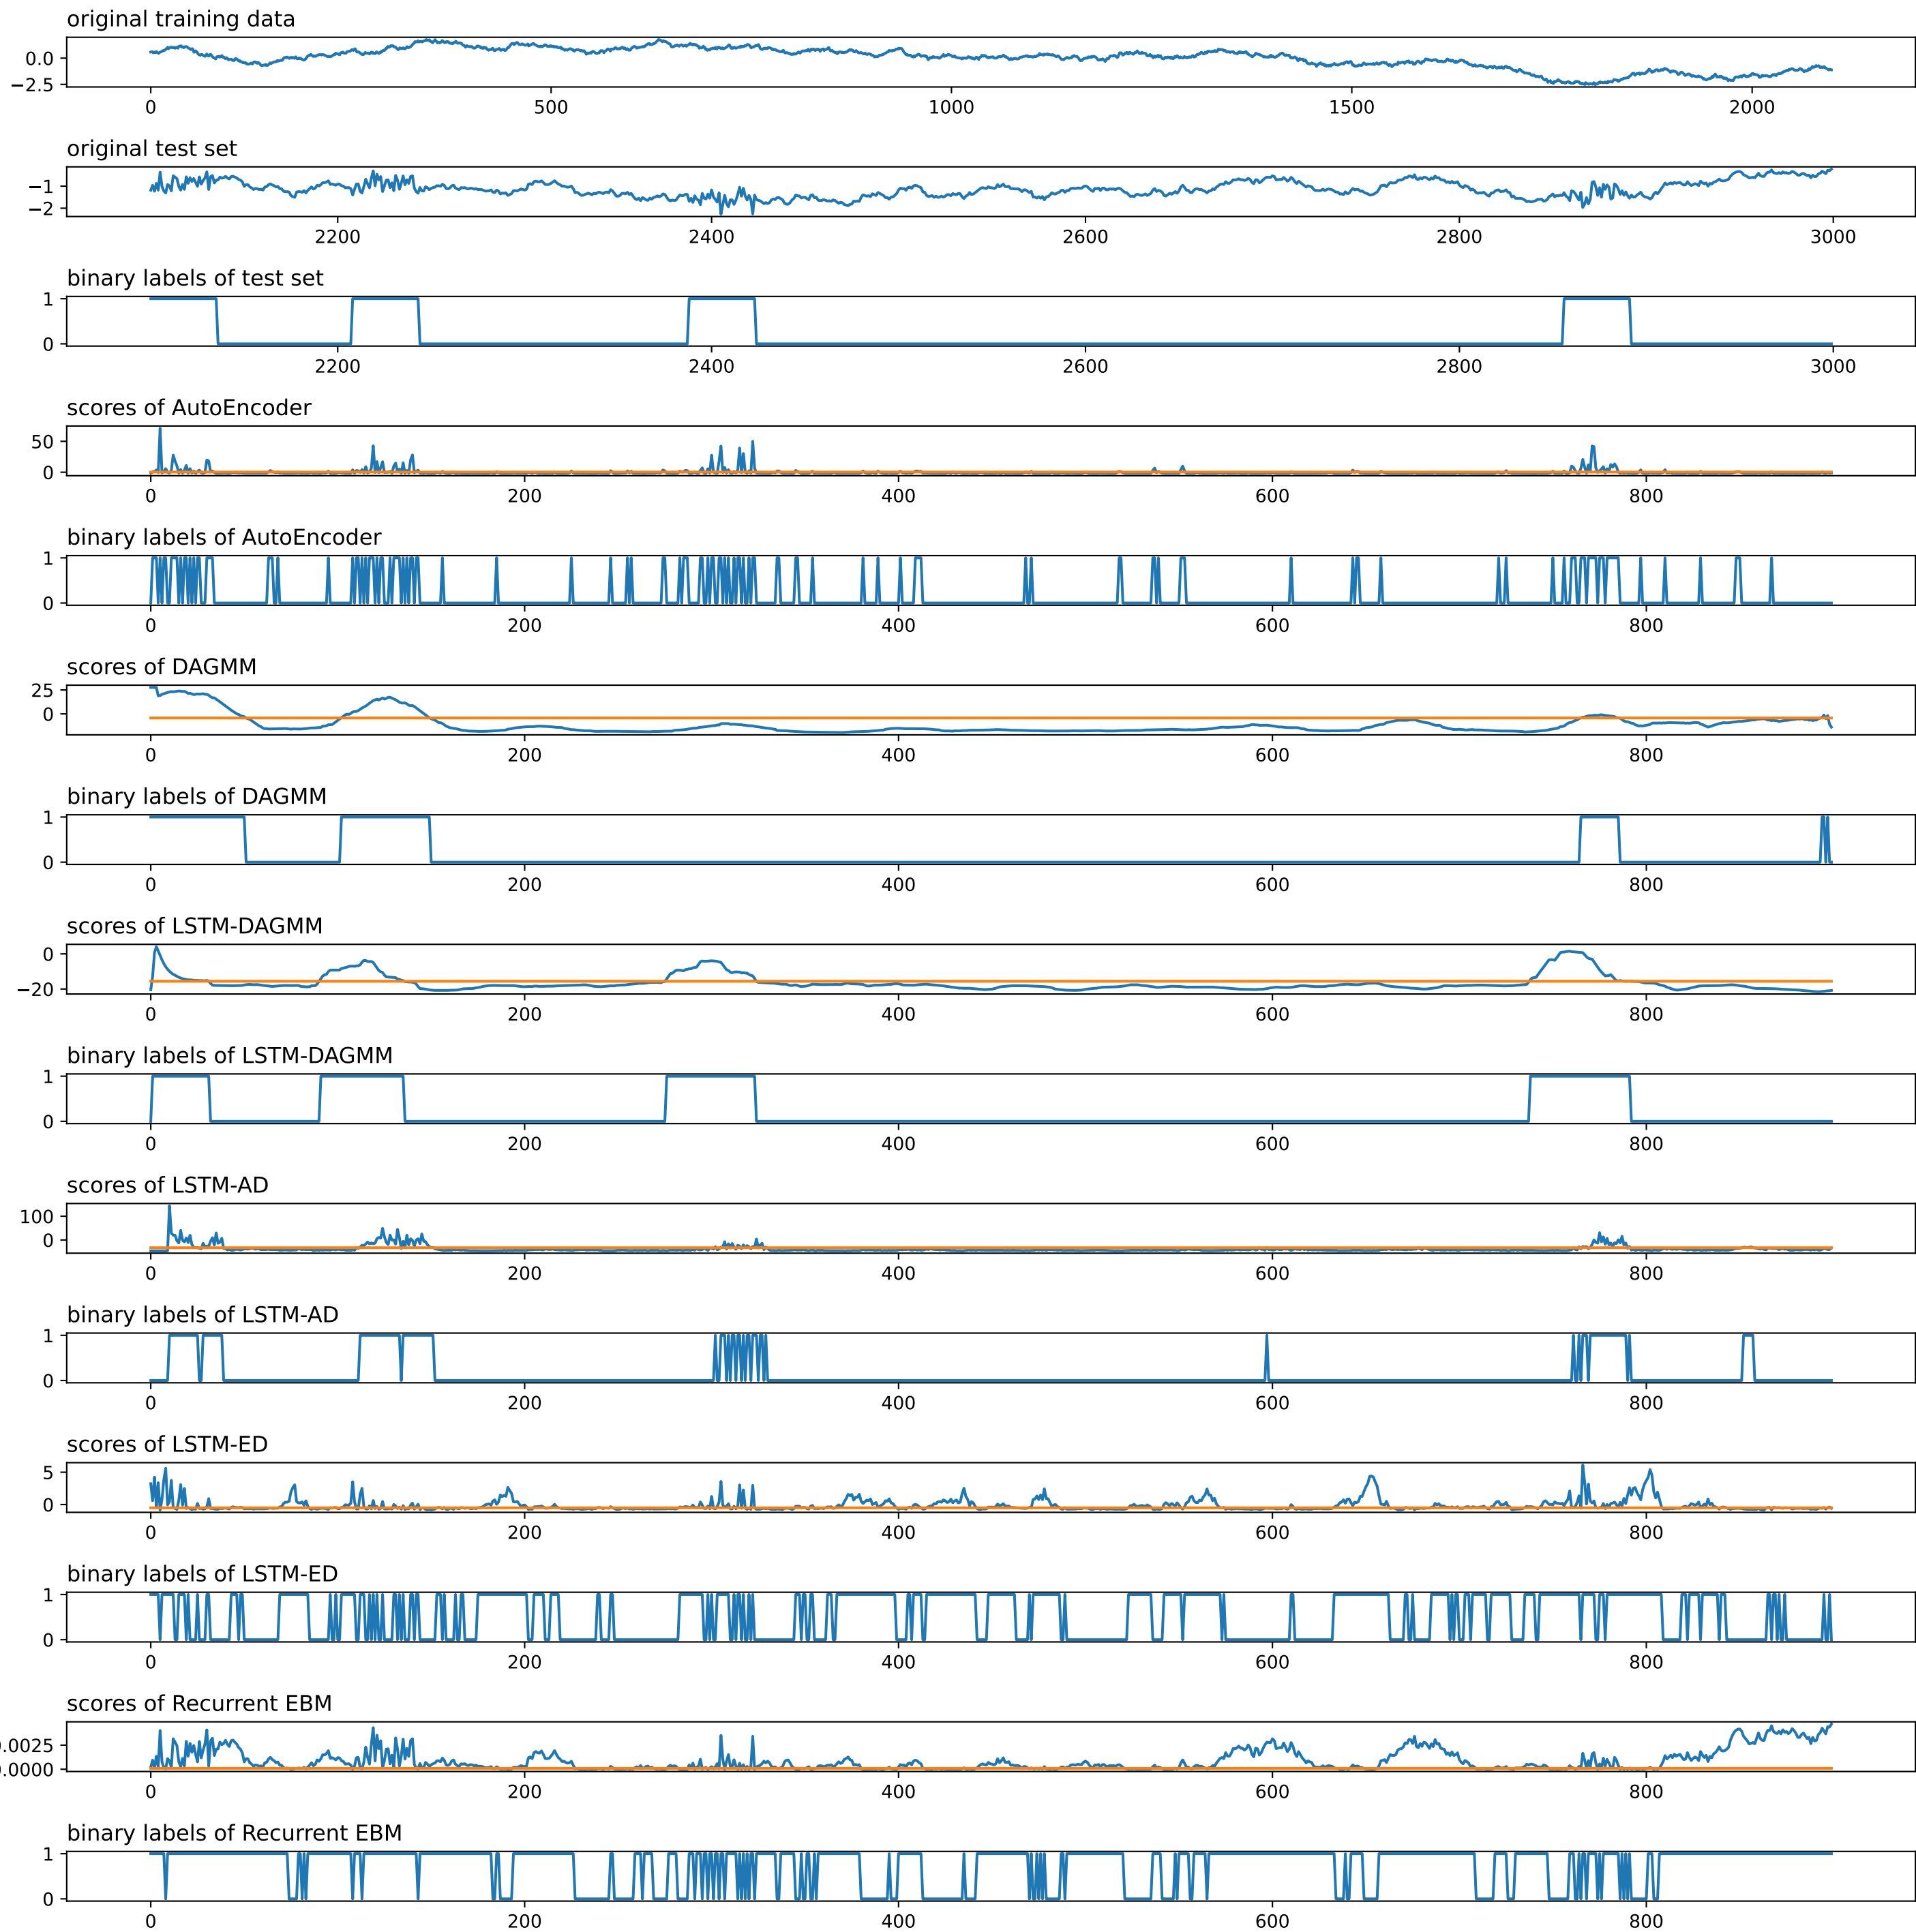 original training data
0.0
−2.5
0 500 1000 1500 2000
original test set
−1
−2
2200 2400 2600 2800 3000
binary labels of test set
1
0
2200 2400 2600 2800 3000
scores of AutoEncoder
50
0
0 200 400 600 800
binary labels of AutoEncoder
1
0
0 200 400 600 800
scores of DAGMM
25
0
0 200 400 600 800
binary labels of DAGMM
1
0
0 200 400 600 800
scores of LSTM-DAGMM
0
−20
0 200 400 600 800
binary labels of LSTM-DAGMM
1
0
0 200 400 600 800
scores of LSTM-AD
100
0
0 200 400 600 800
binary labels of LSTM-AD
1
0
0 200 400 600 800
scores of LSTM-ED
5
0
0 200 400 600 800
binary labels of LSTM-ED
1
0
0 200 400 600 800
scores of Recurrent EBM
.0025
.0000
0 200 400 600 800
binary labels of Recurrent EBM
1
0
0 200 400 600 800